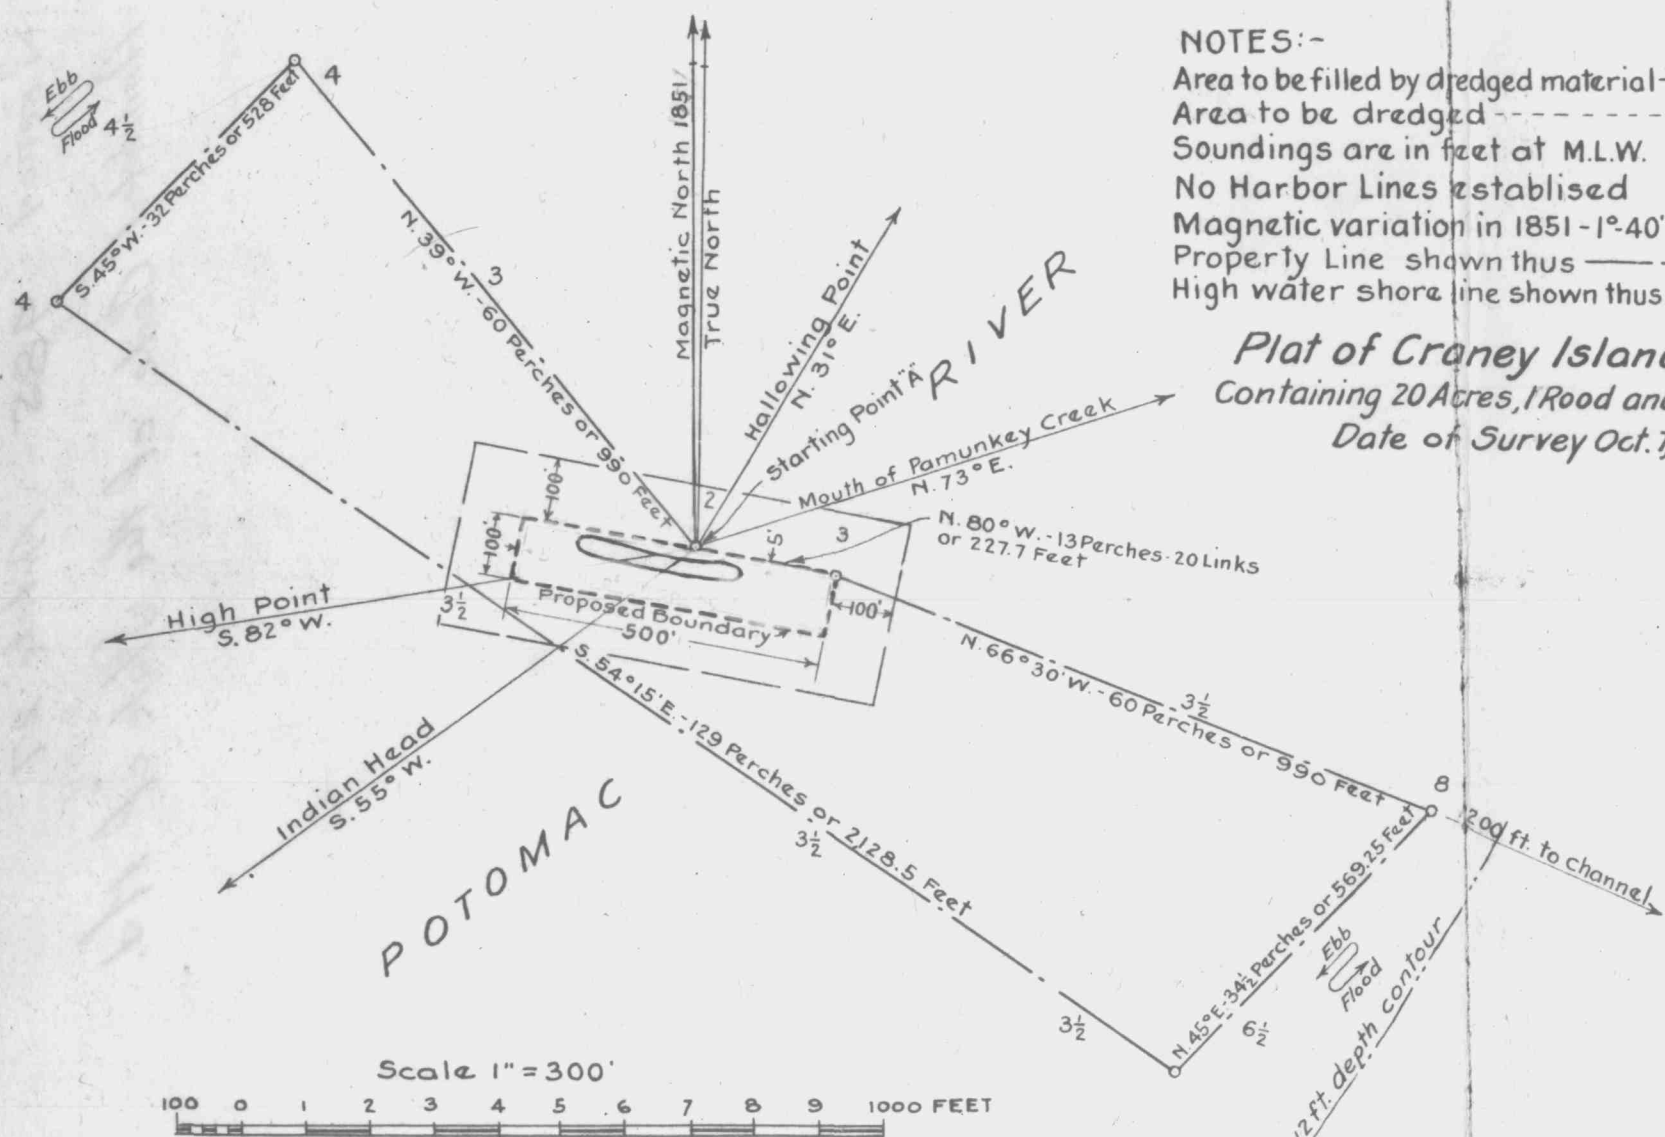 NOTES:-
Area to be filled by dredged material-
Area to be dredged
Soundings are in feet at M.L.W.
No Harbor Lines establised
Magnetic variation in 1851-1°-40'
Property Line shown thus
High water shore line shown thus
Plat of Craney Islan
Containing 20 Acres, 1 Rood an
Date of Survey Oct. 7
Ebb
Flood
4
4½
S. 45° W. - 32 Perches or 528 Feet
4
N. 39° W. - 60 Perches or 990 Feet
3
Magnetic North 1851
True North
Hallowing Point
N. 31° E.
Starting Point "A"
RIVER
Mouth of Pamunkey Creek
N. 73° E.
2
3
5
N. 80° W. - 13 Perches - 20 Links
or 227.7 Feet
100'
100'
100'
Proposed Boundary
500'
High Point
S. 82° W.
3½
Indian Head
S. 55° W.
S. 54° 15' E. - 129 Perches or 2,128.5 Feet
3½
3½
N. 66° 30' W. - 60 Perches or 990 Feet
3½
8
200 ft. to channel
N. 45° E. - 34½ Perches or 569.25 Feet
6½
Ebb
Flood
12 ft. depth contour
POTOMAC
Scale 1" = 300'
100 0 1 2 3 4 5 6 7 8 9 1000 FEET